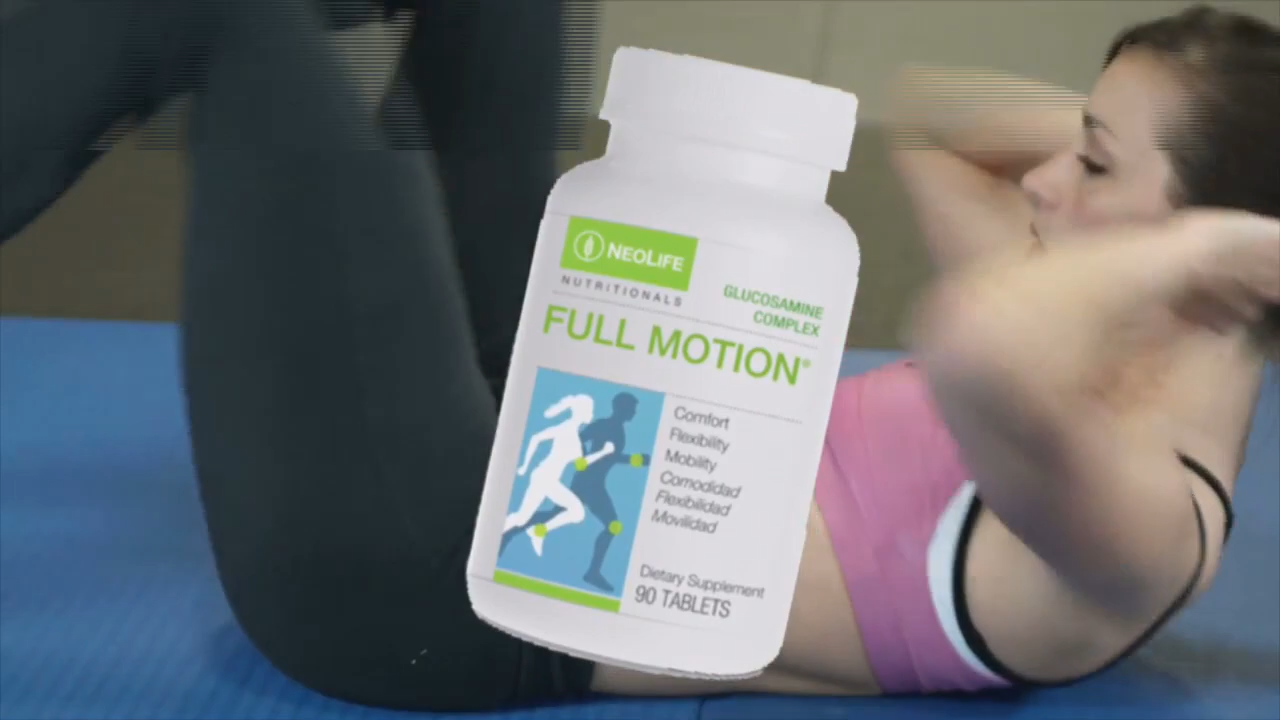 NEOLIFE
NUTRITIONALS
GLUCOSAMINE
COMPLEX
FULL MOTION®
Comfort
Flexibility
Mobility
Comodidad
Flexibilidad
Movilidad
Dietary Supplement
90 TABLETS